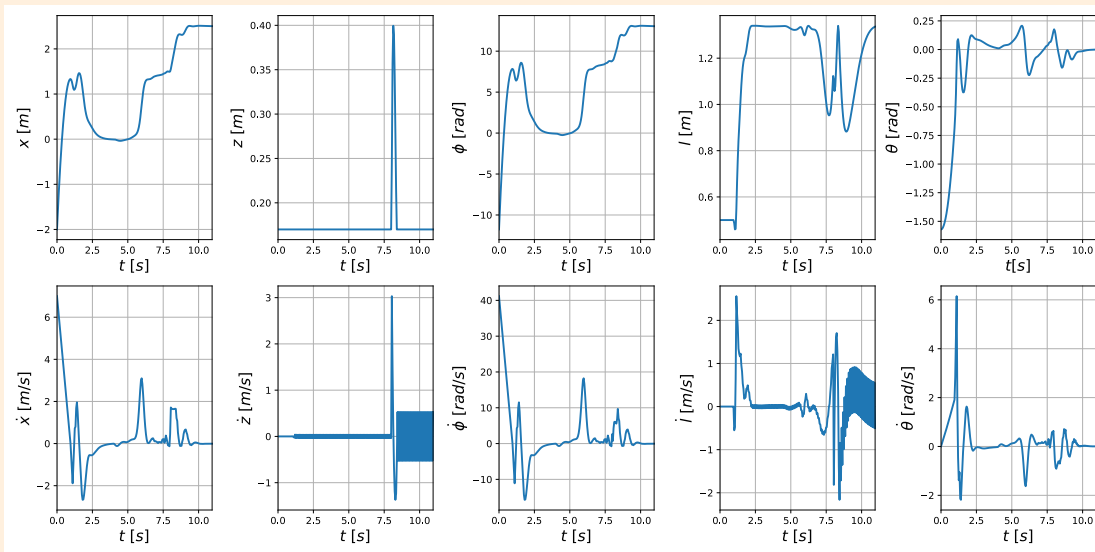 x [m]
2
1
0
−1
−2
0.0 2.5 5.0 7.5 10.0
t [s]
z [m]
0.40
0.35
0.30
0.25
0.20
0.0 2.5 5.0 7.5 10.0
t [s]
ϕ [rad]
10
5
0
−5
−10
0.0 2.5 5.0 7.5 10.0
t [s]
l [m]
1.2
1.0
0.8
0.6
0.0 2.5 5.0 7.5 10.0
t [s]
θ [rad]
0.25
0.00
−0.25
−0.50
−0.75
−1.00
−1.25
−1.50
0.0 2.5 5.0 7.5 10.0
t[s]
ẋ [m/s]
6
4
2
0
−2
0.0 2.5 5.0 7.5 10.0
t [s]
ż [m/s]
3
2
1
0
−1
0.0 2.5 5.0 7.5 10.0
t [s]
ϕ̇ [rad/s]
40
30
20
10
0
−10
0.0 2.5 5.0 7.5 10.0
t [s]
l̇ [m/s]
2
1
0
−1
−2
0.0 2.5 5.0 7.5 10.0
t [s]
θ̇ [rad/s]
6
4
2
0
−2
0.0 2.5 5.0 7.5 10.0
t [s]